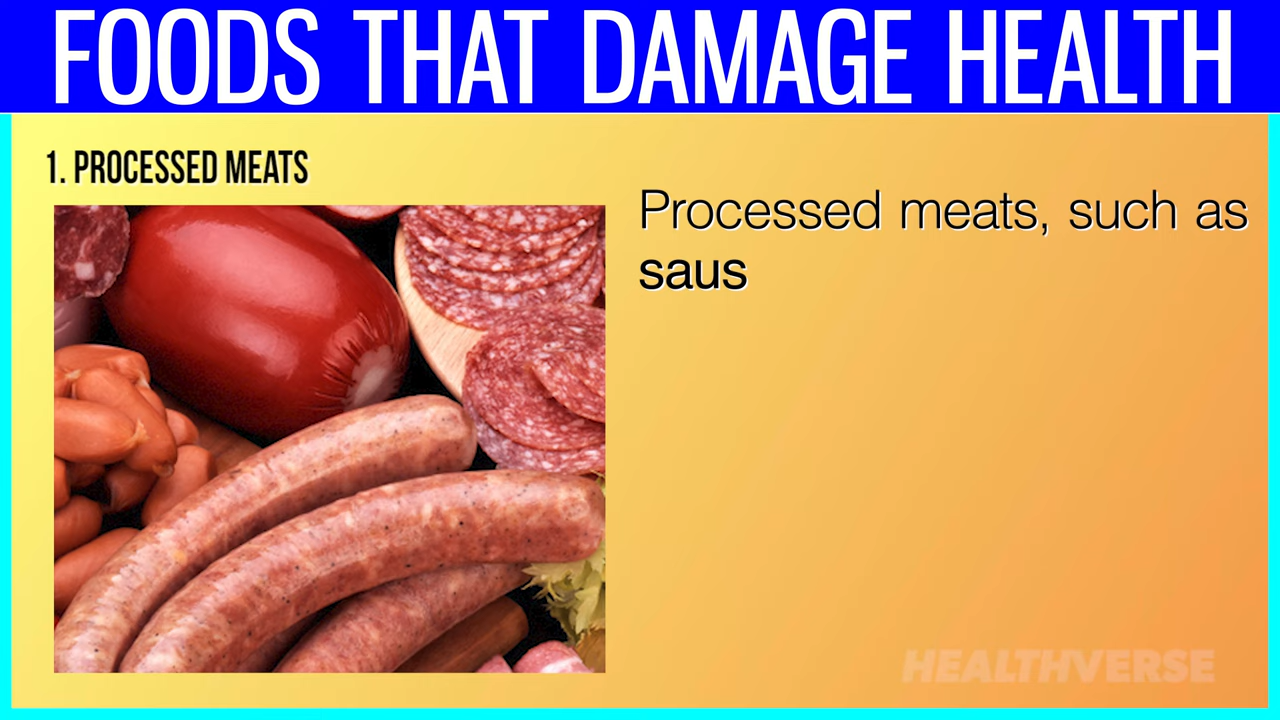 FOODS THAT DAMAGE HEALTH
1. PROCESSED MEATS
Processed meats, such as
saus
HEALTHVERSE